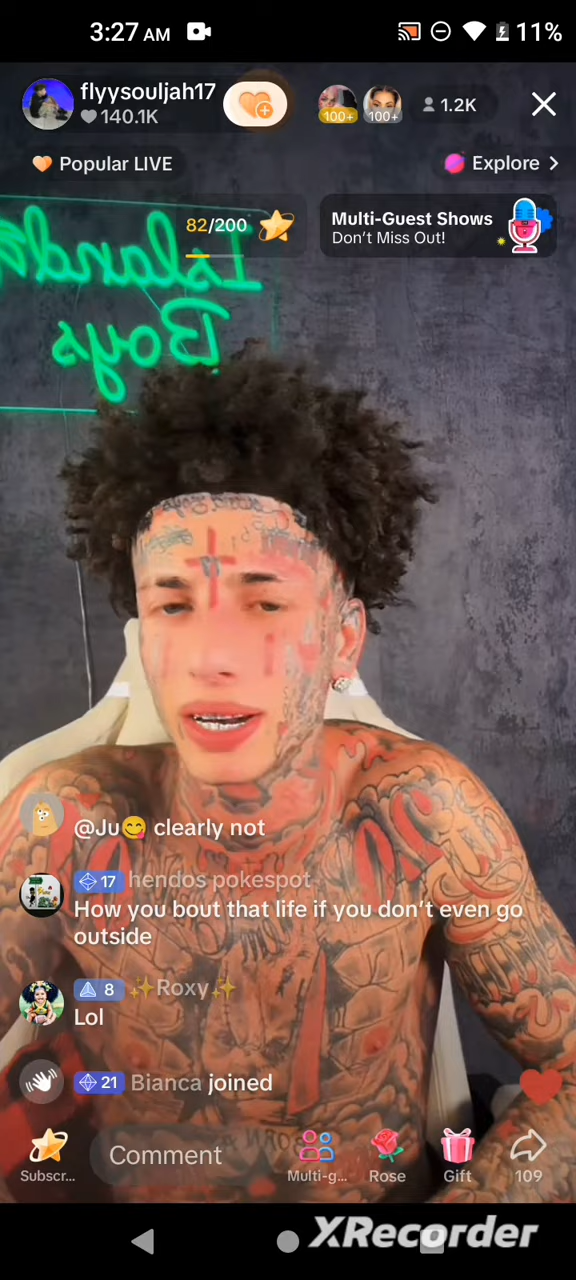 3:27 AM
11%
flyysouljah17
140.1K
100+
100+
1.2K
Popular LIVE
Explore >
82/200
Multi-Guest Shows
Don't Miss Out!
Island
Boys
@Ju😋 clearly not
17 hendos pokespot
How you bout that life if you don't even go
outside
8 ✨Roxy✨
Lol
21 Bianca joined
Comment
Subscr...
Multi-g...
Rose
Gift
109
XRecorder